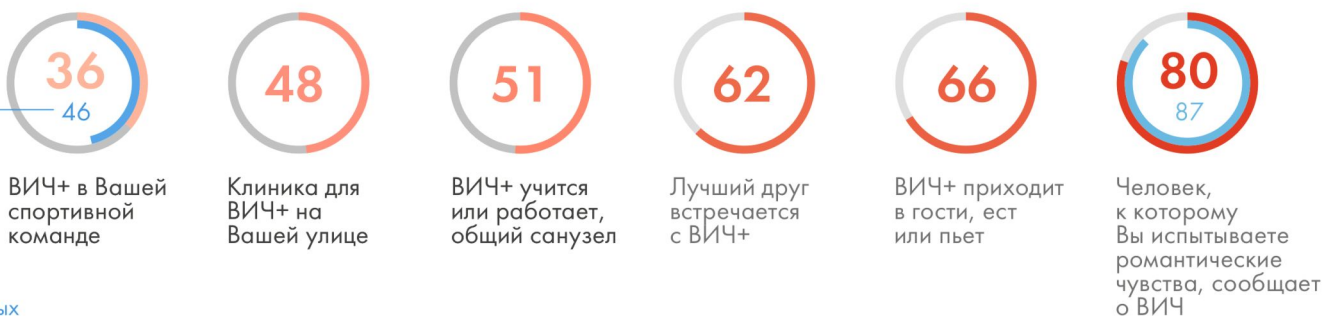 36
46
ВИЧ+ в Вашей
спортивной
команде
48
Клиника для
ВИЧ+ на
Вашей улице
51
ВИЧ+ учится
или работает,
общий санузел
62
Лучший друг
встречается
с ВИЧ+
66
ВИЧ+ приходит
в гости, ест
или пьет
80
87
Человек,
к которому
Вы испытываете
романтические
чувства, сообщает
о ВИЧ